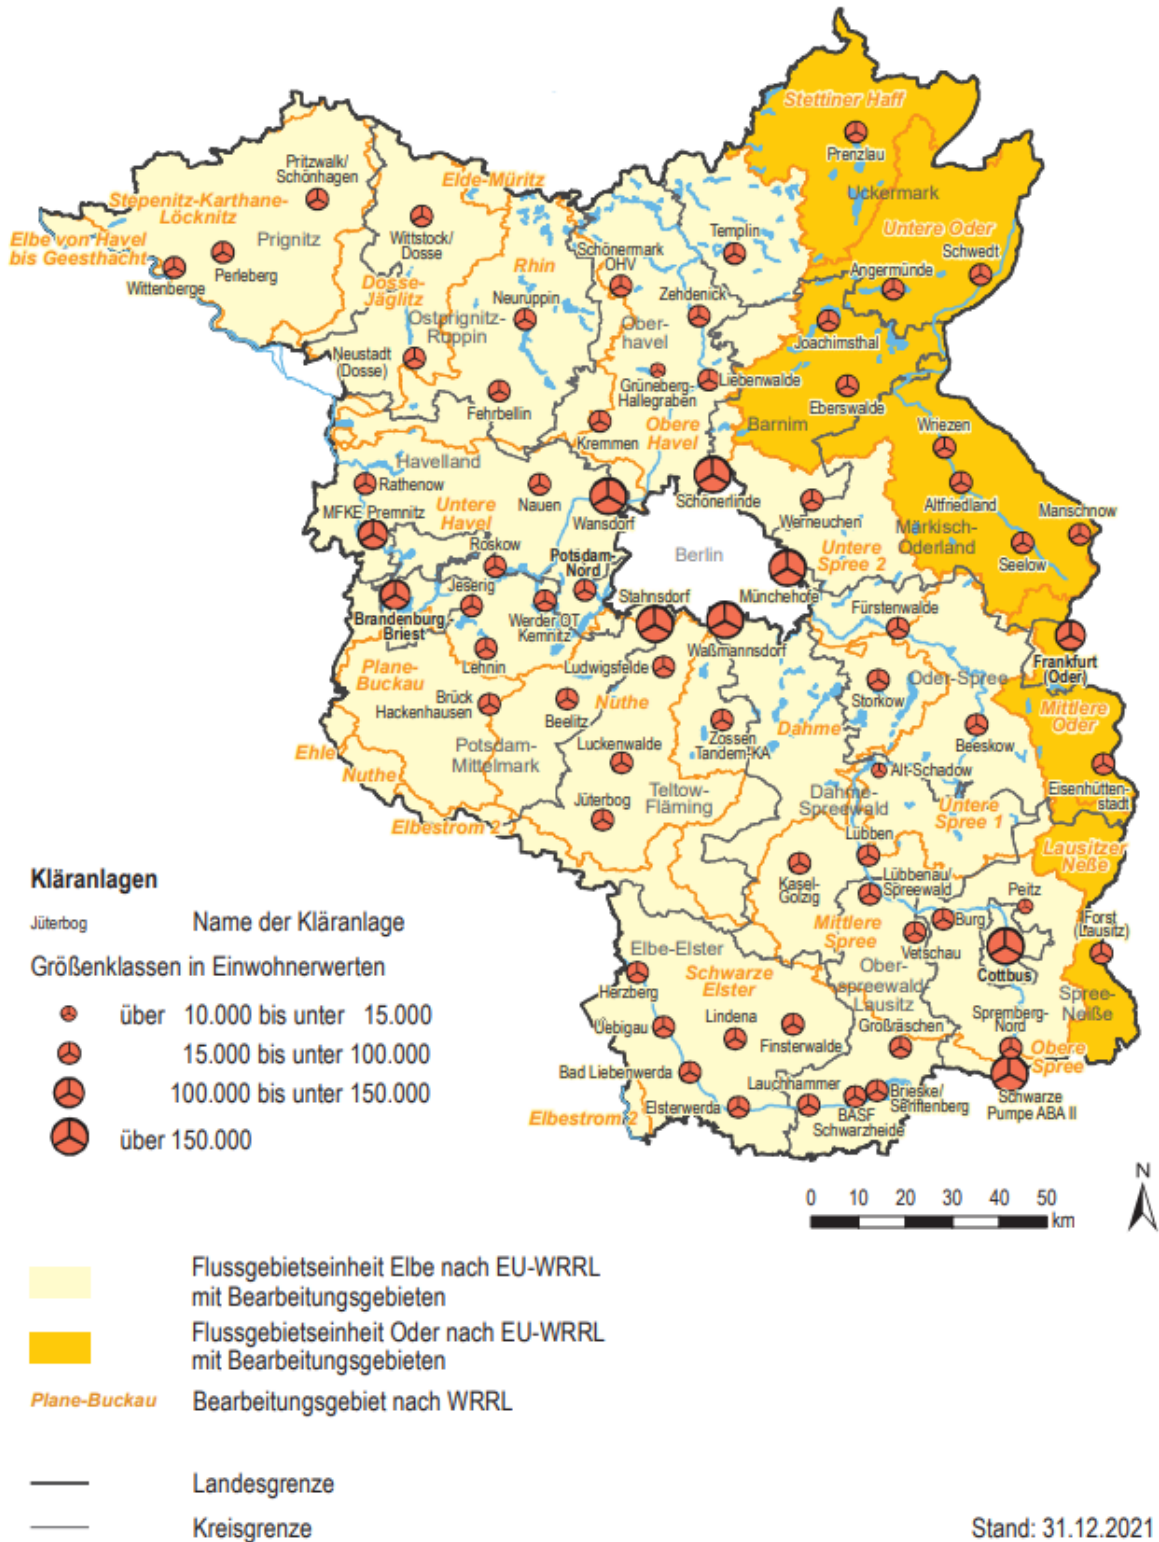 Stettiner Haff
Prenzlau
Uckermark
Pritzwalk/
Schönhagen
Elde-Müritz
Stepenitz-Karthane-
Löcknitz
Prignitz
Elbe von Havel
bis Geesthacht
Wittenberge
Perleberg
Wittstock/
Dosse
Dosse-
Jäglitz
Rhin
Neuruppin
Ostprignitz-
Ruppin
Neustadt
(Dosse)
Fehrbellin
Schönermark
OHV
Templin
Zehdenick
Ober-
havel
Grüneberg-
Hallegraben
Liebenwalde
Kremmen
Obere
Havel
Untere Oder
Schwedt
Angermünde
Joachimsthal
Eberswalde
Barnim
Wriezen
Altfriedland
Manschnow
Seelow
Märkisch-
Oderland
Havelland
Rathenow
MFKE Premnitz
Untere
Havel
Nauen
Wansdorf
Schönerlinde
Werneuchen
Untere
Spree 2
Berlin
Münchehofe
Roskow
Potsdam-
Nord
Jeserig
Brandenburg
Briest
Werder OT
Kemnitz
Stahnsdorf
Waßmannsdorf
Fürstenwalde
Frankfurt
(Oder)
Lehnin
Ludwigsfelde
Plane-
Buckau
Brück
Hackenhausen
Beelitz
Nuthe
Storkow
Oder-Spree
Mittlere
Oder
Zossen
Tandem-KA
Dahme
Beeskow
Ehle
Nuthe
Potsdam-
Mittelmark
Luckenwalde
Alt-Schadow
Eisenhütten-
stadt
Jüterbog
Teltow-
Fläming
Dahme-
Spreewald
Untere
Spree 1
Elbestrom 2
Lübben
Lausitzer
Neiße
Kasel-
Golzig
Lübbenau/
Spreewald
Peitz
Burg
Forst
(Lausitz)
Mittlere
Spree
Vetschau
Cottbus
Elbe-Elster
Herzberg
Schwarze
Elster
Ober-
spreewald-
Lausitz
Spree-
Neiße
Uebigau
Lindena
Finsterwalde
Großräschen
Spremberg-
Nord
Obere
Spree
Bad Liebenwerda
Lauchhammer
Brieske/
Senftenberg
Elsterwerda
BASF
Schwarzheide
Schwarze
Pumpe ABA II
Elbestrom 2
Kläranlagen
Jüterbog Name der Kläranlage
Größenklassen in Einwohnerwerten
über 10.000 bis unter 15.000
15.000 bis unter 100.000
100.000 bis unter 150.000
über 150.000
N
0 10 20 30 40 50
km
Flussgebietseinheit Elbe nach EU-WRRL
mit Bearbeitungsgebieten
Flussgebietseinheit Oder nach EU-WRRL
mit Bearbeitungsgebieten
Plane-Buckau Bearbeitungsgebiet nach WRRL
Landesgrenze
Kreisgrenze
Stand: 31.12.2021